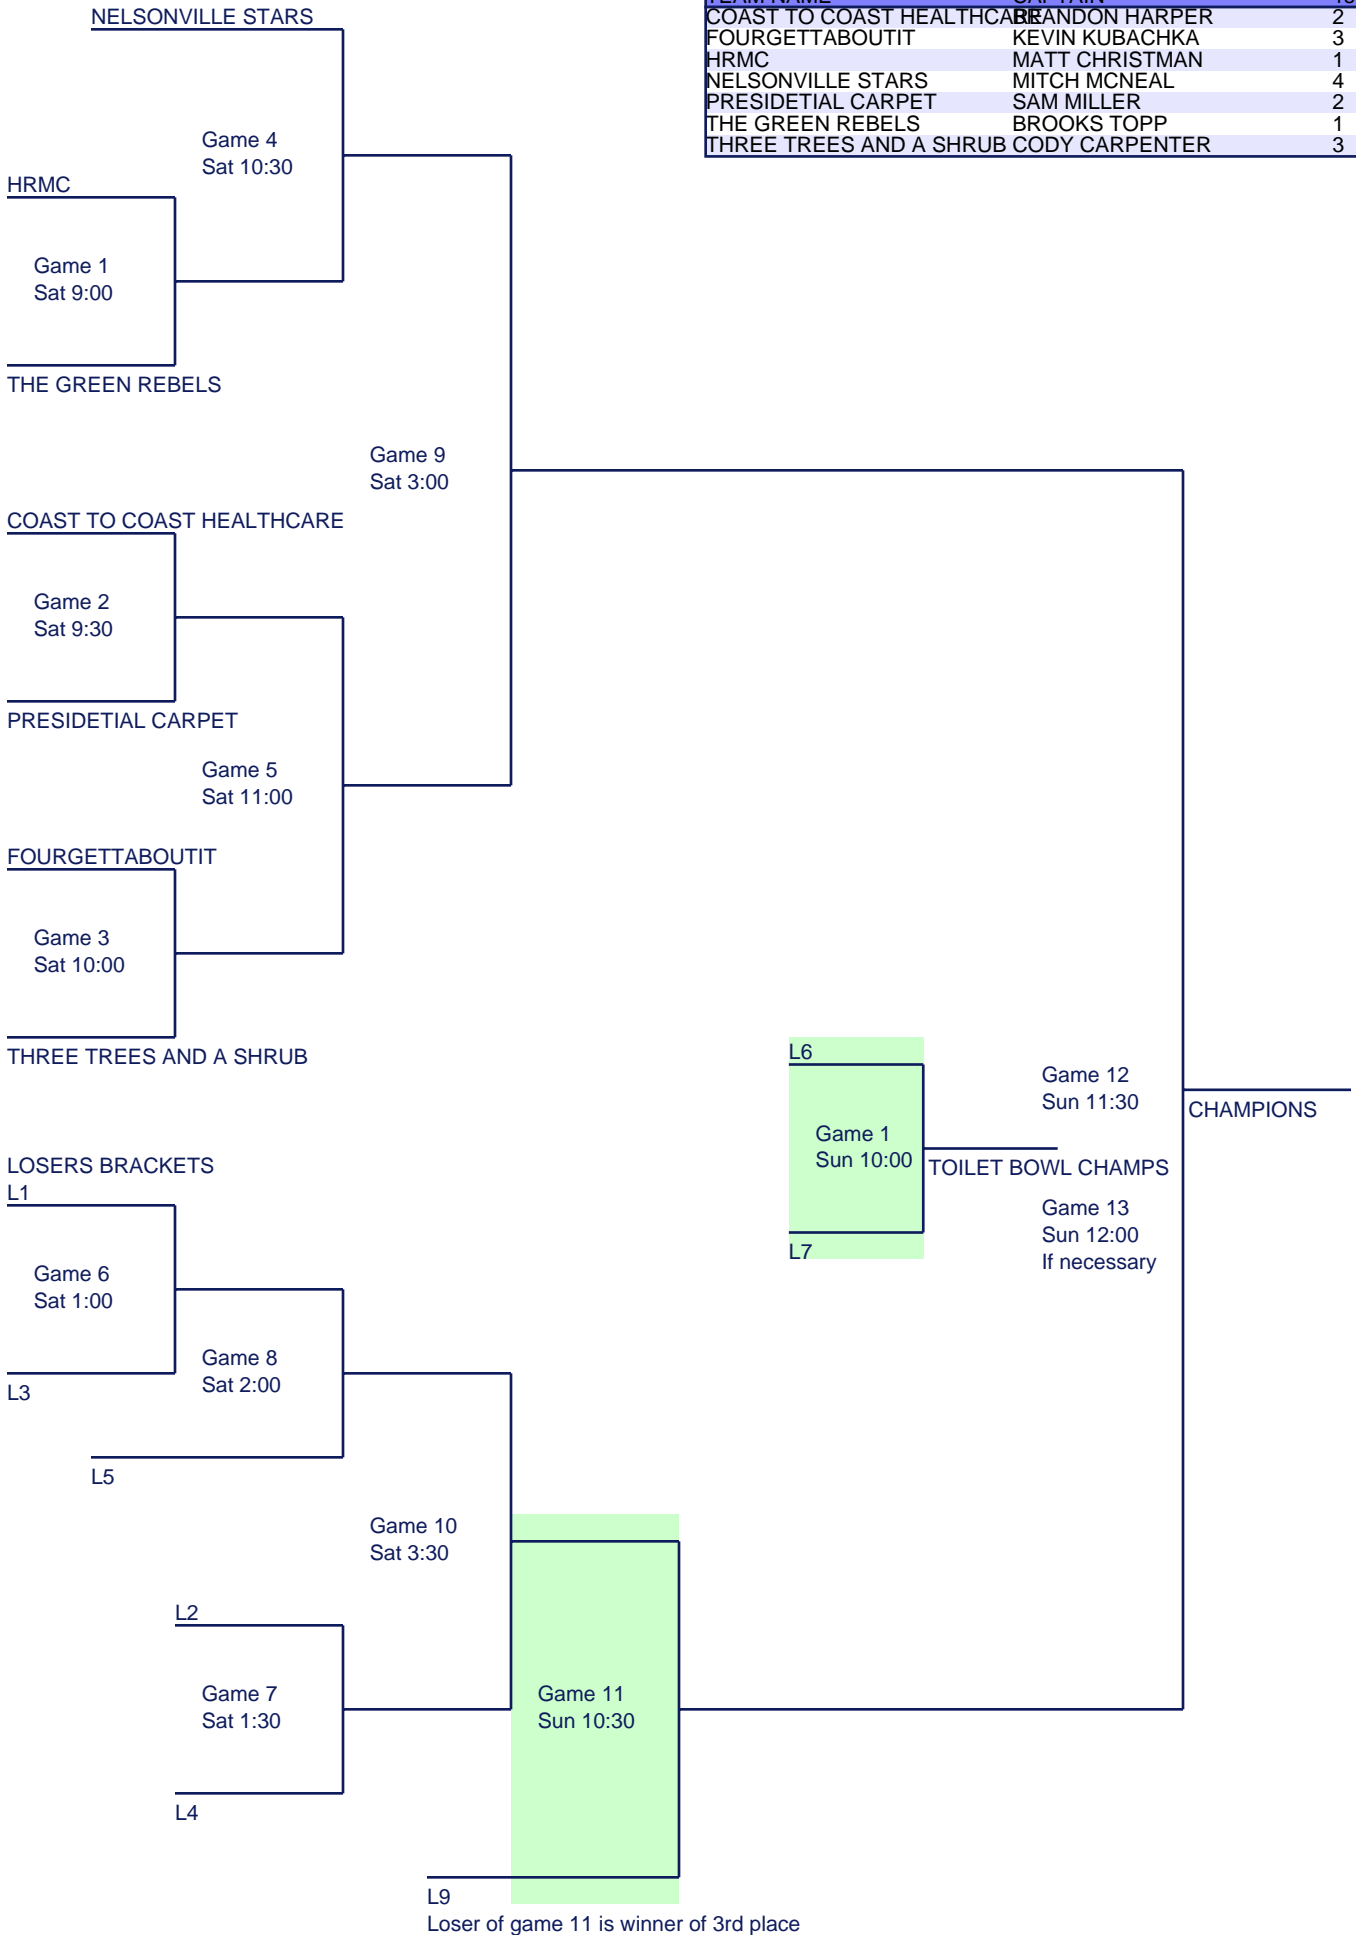 NELSONVILLE STARS
TEAM NAME CAPTAIN
COAST TO COAST HEALTHCARE BRANDON HARPER 2
FOURGETTABOUTIT KEVIN KUBACHKA 3
HRMC MATT CHRISTMAN 1
NELSONVILLE STARS MITCH MCNEAL 4
PRESIDETIAL CARPET SAM MILLER 2
THE GREEN REBELS BROOKS TOPP 1
THREE TREES AND A SHRUB CODY CARPENTER 3
Game 4
Sat 10:30
HRMC
Game 1
Sat 9:00
THE GREEN REBELS
Game 9
Sat 3:00
COAST TO COAST HEALTHCARE
Game 2
Sat 9:30
PRESIDETIAL CARPET
Game 5
Sat 11:00
FOURGETTABOUTIT
Game 3
Sat 10:00
THREE TREES AND A SHRUB
L6
Game 12
Sun 11:30
CHAMPIONS
Game 1
Sun 10:00
TOILET BOWL CHAMPS
L7
Game 13
Sun 12:00
If necessary
LOSERS BRACKETS
L1
Game 6
Sat 1:00
L3
Game 8
Sat 2:00
L5
Game 10
Sat 3:30
L2
Game 7
Sat 1:30
L4
Game 11
Sun 10:30
L9
Loser of game 11 is winner of 3rd place